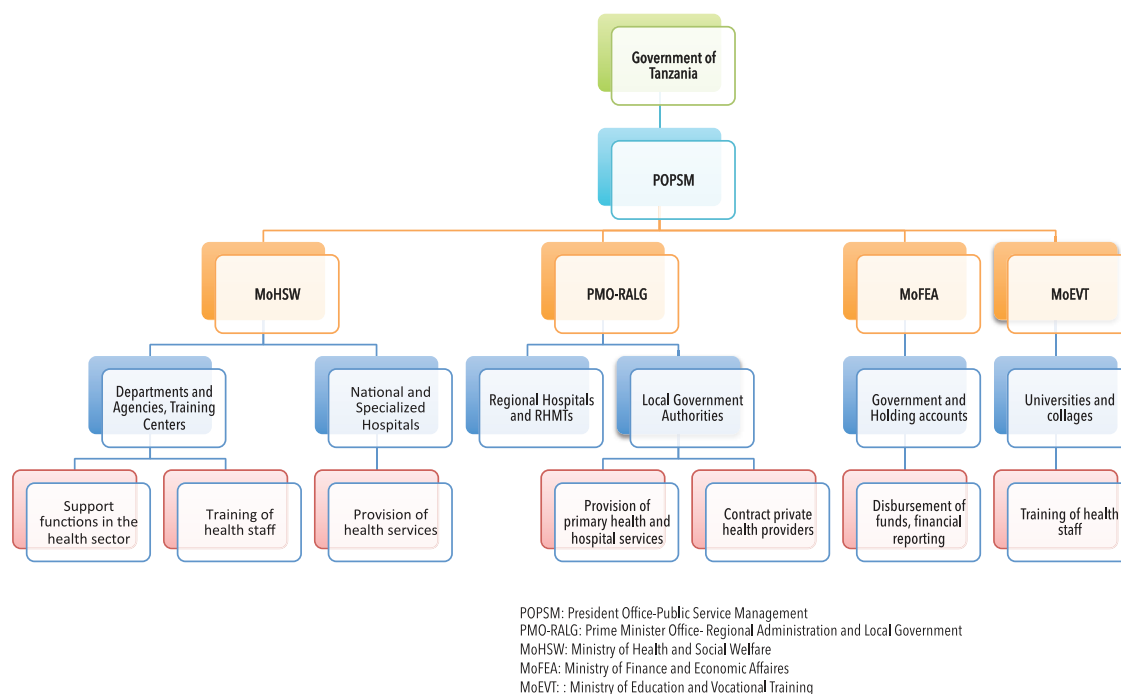 Government of
Tanzania
POPSM
MoHSW
PMO-RALG
MoFEA
MoEVT
Departments and
Agencies, Training
Centers
National and
Specialized
Hospitals
Regional Hospitals
and RHMTs
Local Government
Authorities
Government and
Holding accounts
Universities and
collages
Support
functions in the
health sector
Training of
health staff
Provision of
health services
Provision of
primary health and
hospital services
Contract private
health providers
Disbursement of
funds, financial
reporting
Training of health
staff
POPSM: President Office-Public Service Management
PMO-RALG: Prime Minister Office- Regional Administration and Local Government
MoHSW: Ministry of Health and Social Welfare
MoFEA: Ministry of Finance and Economic Affaires
MoEVT: : Ministry of Education and Vocational Training